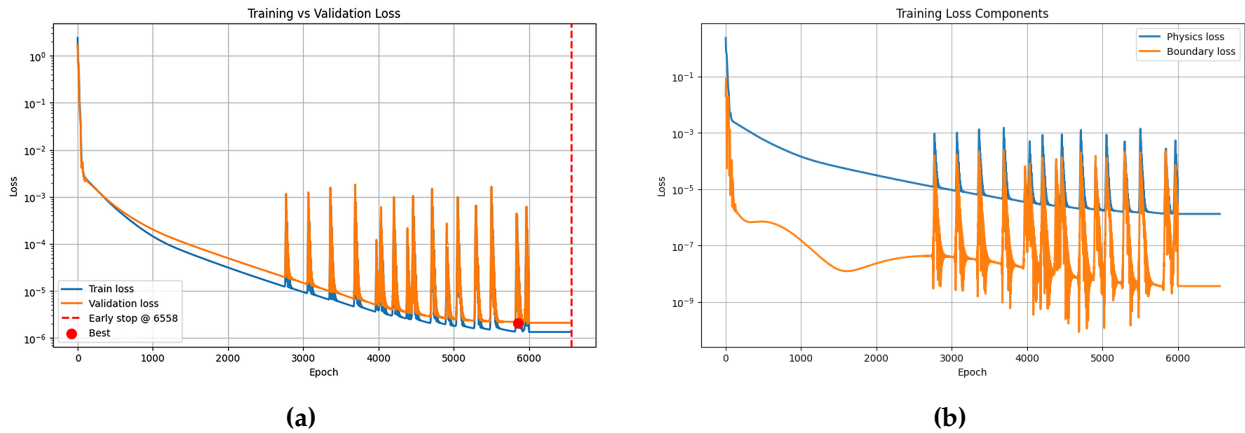 Training vs Validation Loss
Loss
10⁰
10⁻¹
10⁻²
10⁻³
10⁻⁴
10⁻⁵
10⁻⁶
Train loss
Validation loss
Early stop @ 6558
Best
0 1000 2000 3000 4000 5000 6000
Epoch
(a)
Training Loss Components
Loss
10⁻¹
10⁻³
10⁻⁵
10⁻⁷
10⁻⁹
Physics loss
Boundary loss
0 1000 2000 3000 4000 5000 6000
Epoch
(b)